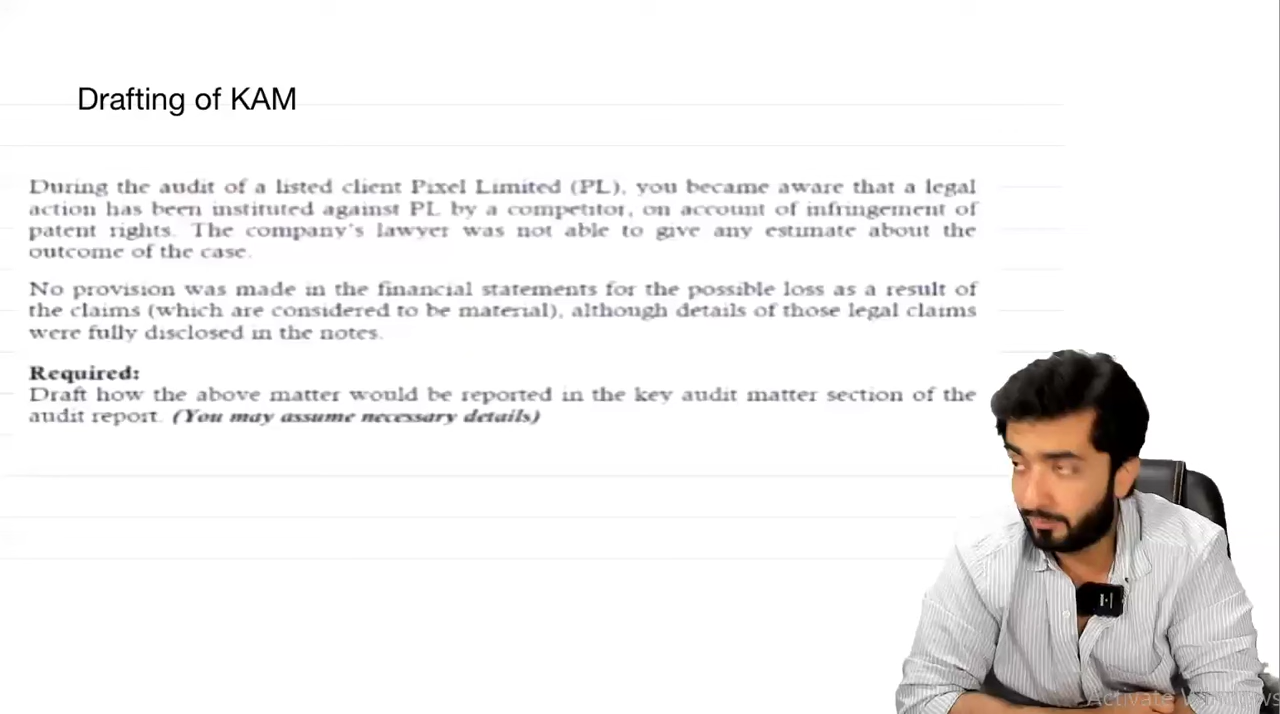 Drafting of KAM
During the audit of a listed client Pixel Limited (PL), you became aware that a legal
action has been instituted against PL by a competitor, on account of infringement of
patent rights. The company's lawyer was not able to give any estimate about the
outcome of the case.
No provision was made in the financial statements for the possible loss as a result of
the claims (which are considered to be material), although details of those legal claims
were fully disclosed in the notes.
Required:
Draft how the above matter would be reported in the key audit matter section of the
audit report. (You may assume necessary details)
Activate Windows